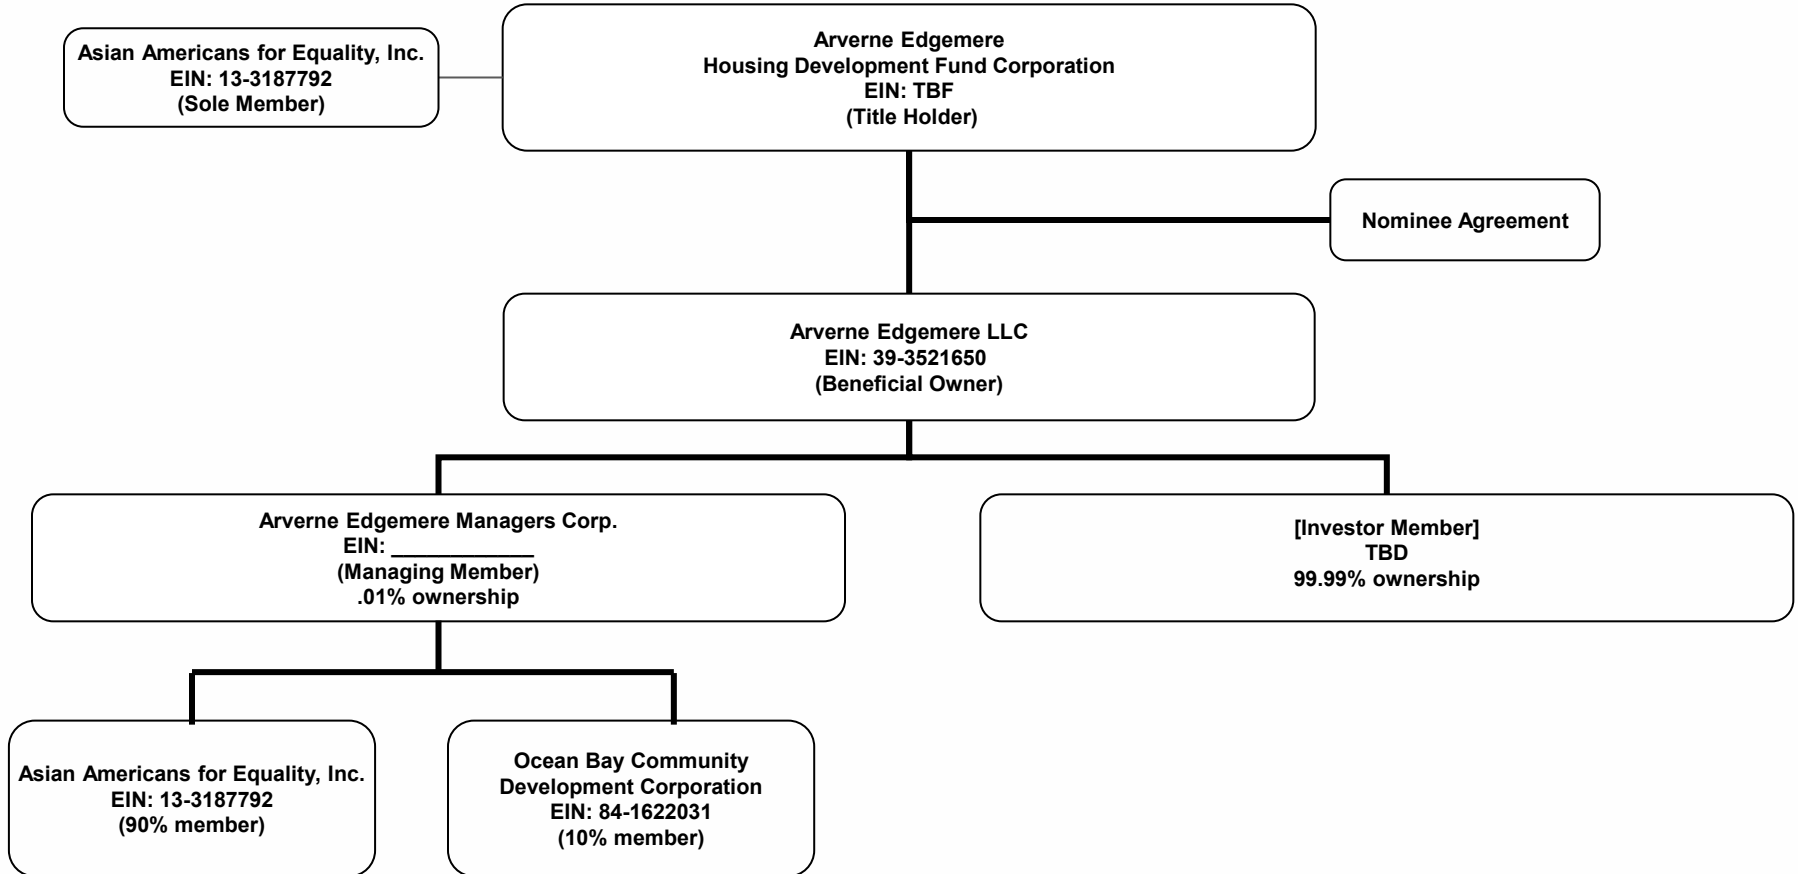 Asian Americans for Equality, Inc.
EIN: 13-3187792
(Sole Member)
Arverne Edgemere
Housing Development Fund Corporation
EIN: TBF
(Title Holder)
Nominee Agreement
Arverne Edgemere LLC
EIN: 39-3521650
(Beneficial Owner)
Arverne Edgemere Managers Corp.
EIN: ____________
(Managing Member)
.01% ownership
[Investor Member]
TBD
99.99% ownership
Asian Americans for Equality, Inc.
EIN: 13-3187792
(90% member)
Ocean Bay Community
Development Corporation
EIN: 84-1622031
(10% member)